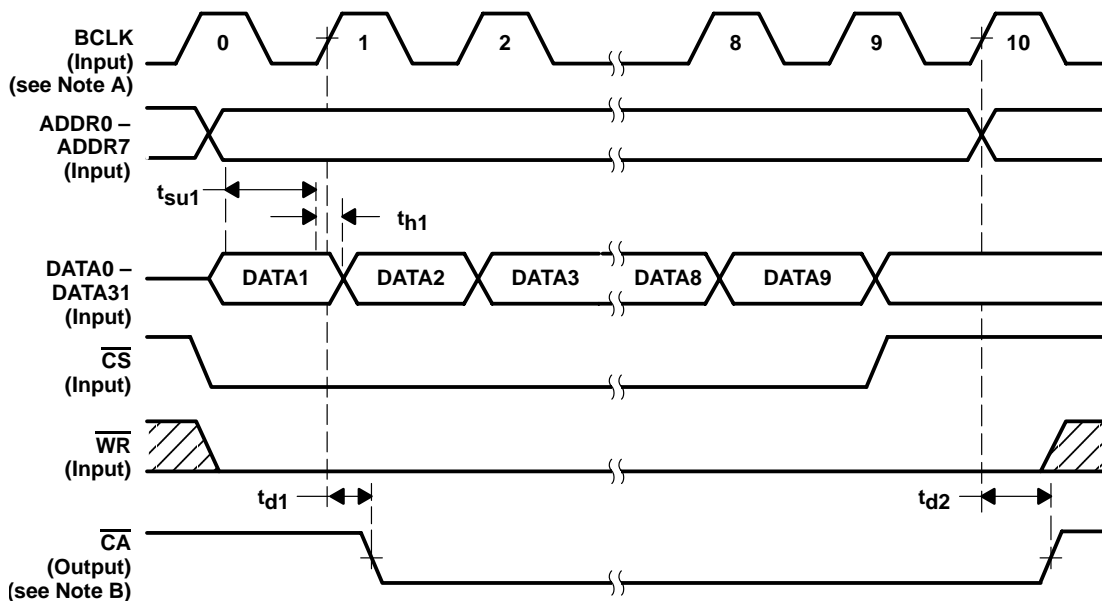 BCLK
(Input)
(see Note A)
0 1 2 8 9 10
ADDR0 –
ADDR7
(Input)
tsu1
th1
DATA0 –
DATA31
(Input)
DATA1 DATA2 DATA3 DATA8 DATA9
CS
(Input)
WR
(Input)
td1
td2
CA
(Output)
(see Note B)